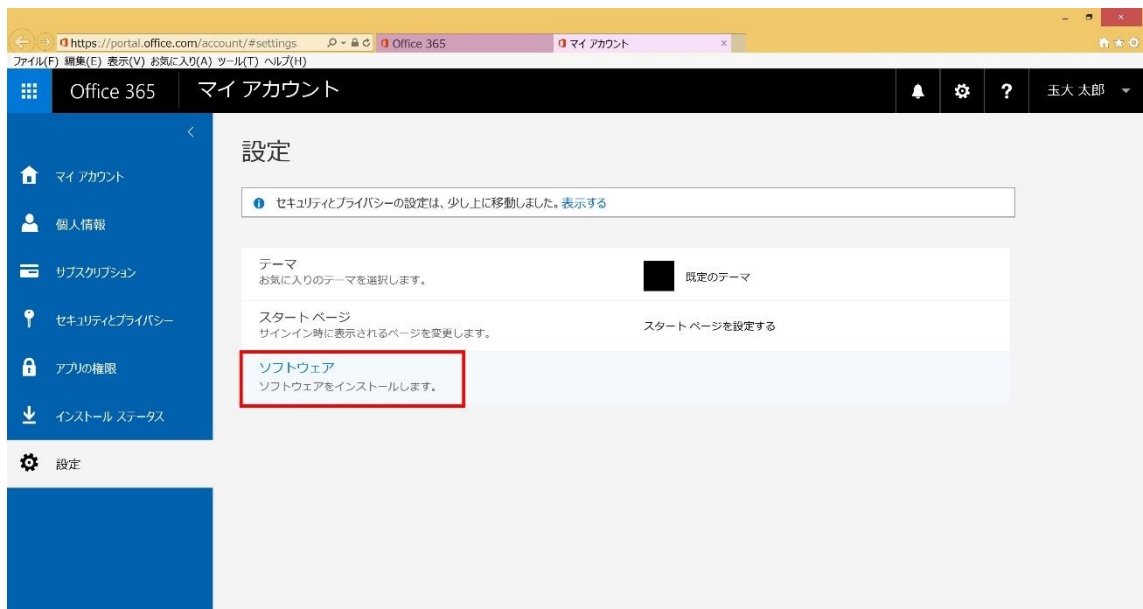 https://portal.office.com/account/#settings
Office 365
マイ アカウント
ファイル(F) 編集(E) 表示(V) お気に入り(A) ツール(T) ヘルプ(H)
Office 365
マイ アカウント
?
玉大 太郎
設定
マイ アカウント
個人情報
サブスクリプション
セキュリティとプライバシー
アプリの権限
インストール ステータス
設定
セキュリティとプライバシーの設定は、少し上に移動しました。表示する
テーマ
お気に入りのテーマを選択します。
既定のテーマ
スタート ページ
サインイン時に表示されるページを変更します。
スタート ページを設定する
ソフトウェア
ソフトウェアをインストールします。